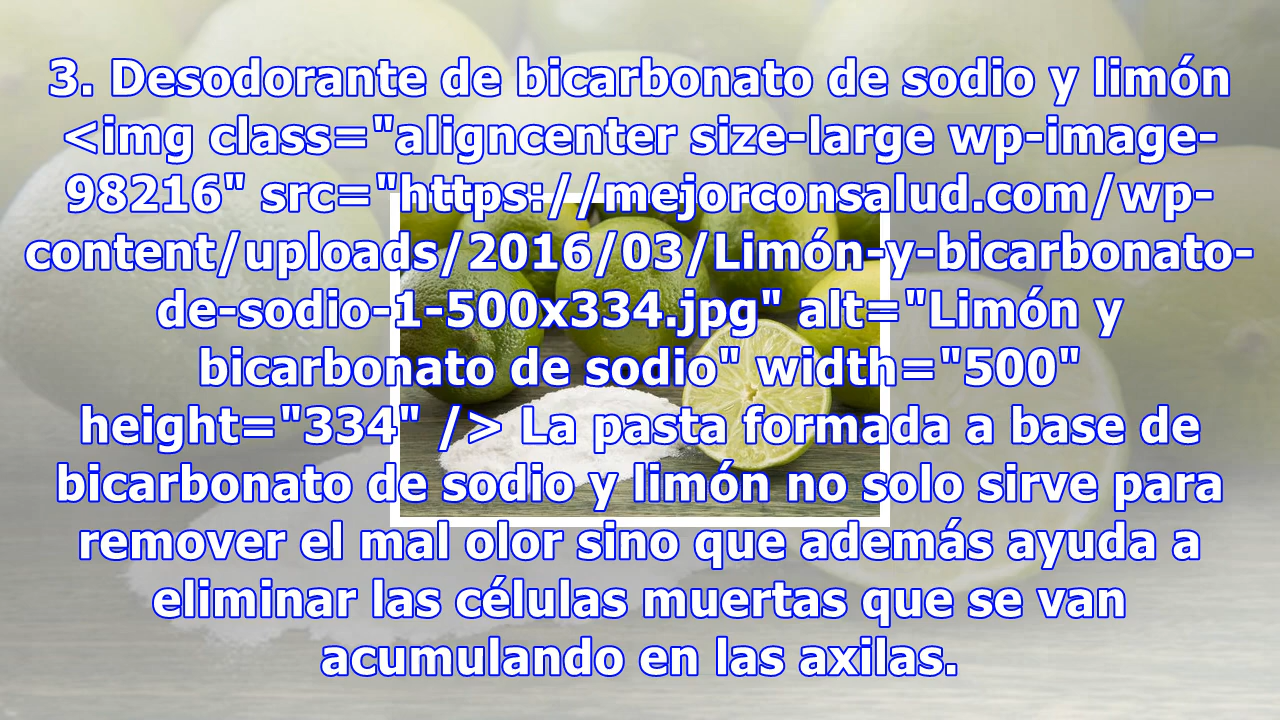 3. Desodorante de bicarbonato de sodio y limón
<img class="aligncenter size-large wp-image-
98216" src="https://mejorconsalud.com/wp-
content/uploads/2016/03/Limón-y-bicarbonato-
de-sodio-1-500x334.jpg" alt="Limón y
bicarbonato de sodio" width="500"
height="334" /> La pasta formada a base de
bicarbonato de sodio y limón no solo sirve para
remover el mal olor sino que además ayuda a
eliminar las células muertas que se van
acumulando en las axilas.